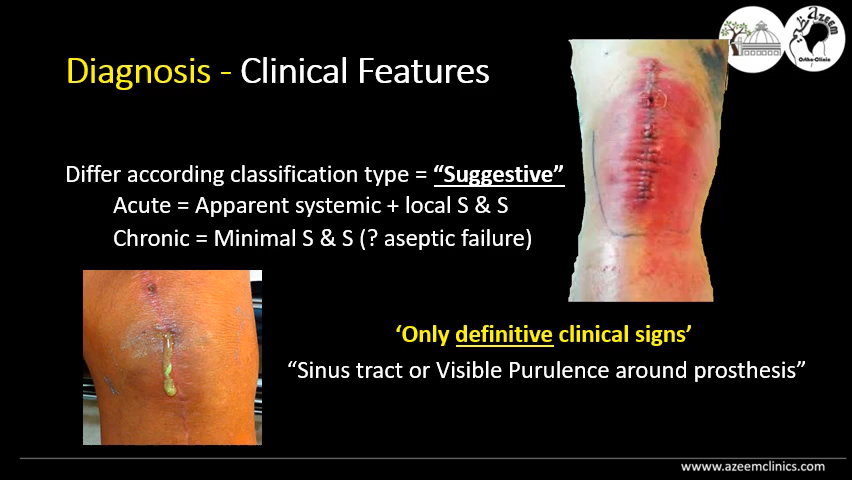 Azeem
Ortho-Clinic
Diagnosis - Clinical Features
Differ according classification type = “Suggestive”
Acute = Apparent systemic + local S & S
Chronic = Minimal S & S (? aseptic failure)
‘Only definitive clinical signs’
“Sinus tract or Visible Purulence around prosthesis”
www.azeemclinics.com